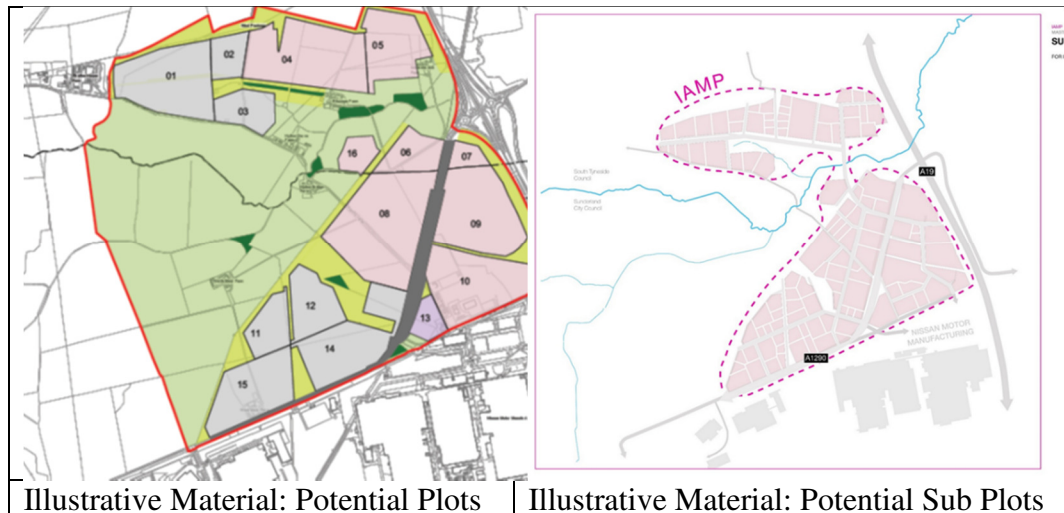 01
02
03
04
05
16
06
07
08
09
10
11
12
13
14
15
IAMP
SU
FOR
South Tyneside
Council
Sunderland
City Council
A19
NISSAN MOTOR
MANUFACTURING
A1290
Illustrative Material: Potential Plots
Illustrative Material: Potential Sub Plots